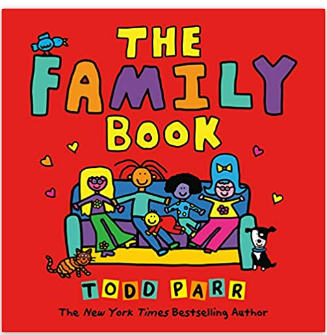 THE
FAMILY
BOOK
TODD PARR
The New York Times Bestselling Author